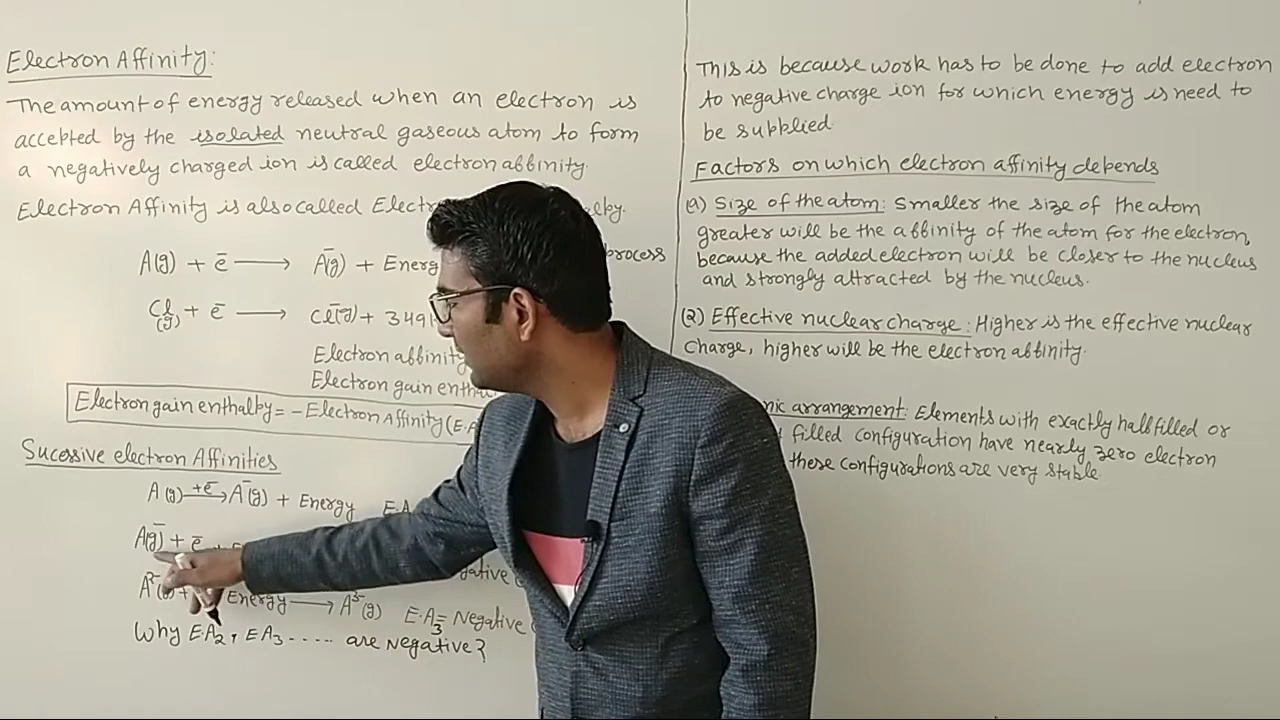 Electron Affinity:
The amount of energy released when an electron is
accepted by the isolated neutral gaseous atom to form
a negatively charged ion is called electron affinity.
Electron Affinity is also called
A(g) + e̅ ⟶ A̅(g) + Energ process
Cl(g) + e̅ ⟶ Cl̅(g) + 349
Electron affinity
Electron gain
Electron gain enthalpy = - Electron Affinity (E.A
Sucessive electron Affinities
A(g) +e̅⟶ A⁻(g) + Energy E.A
A(g)⁻ + e̅
A²⁻ Energy ⟶ A³⁻(g) E.A₃ = Negative
Why E.A₂, E.A₃ ..... are Negative?
This is because work has to be done to add electron
to negative charge ion for which energy is need to
be supplied.
Factors on which electron affinity depends
(1) Size of the atom: Smaller the size of the atom
greater will be the affinity of the atom for the electron,
because the added electron will be closer to the nucleus
and strongly attracted by the nucleus.
(2) Effective nuclear charge: Higher is the effective nuclear
Charge, higher will be the electron affinity.
nic arrangement: Elements with exactly half filled or
filled configuration have nearly zero electron
these configurations are very stable.